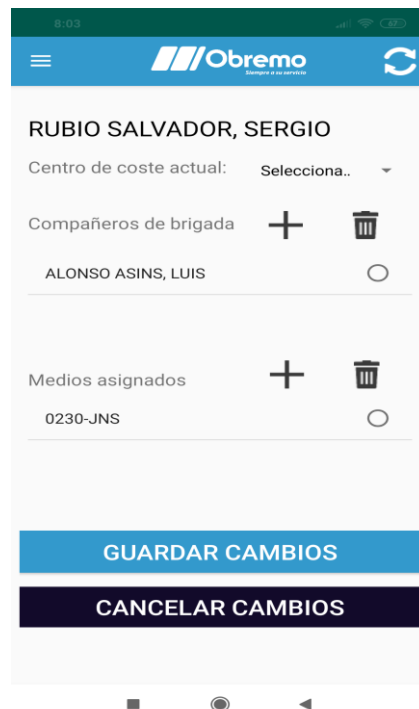 8:03
Obremo
Siempre a su servicio
RUBIO SALVADOR, SERGIO
Centro de coste actual: Selecciona..
Compañeros de brigada
ALONSO ASINS, LUIS
Medios asignados
0230-JNS
GUARDAR CAMBIOS
CANCELAR CAMBIOS